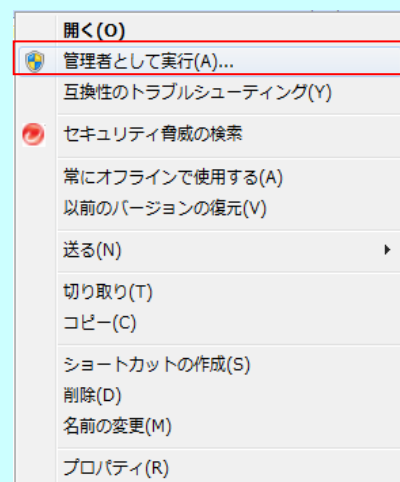 開く(O)
管理者として実行(A)...
互換性のトラブルシューティング(Y)
セキュリティ脅威の検索
常にオフラインで使用する(A)
以前のバージョンの復元(V)
送る(N)
切り取り(T)
コピー(C)
ショートカットの作成(S)
削除(D)
名前の変更(M)
プロパティ(R)